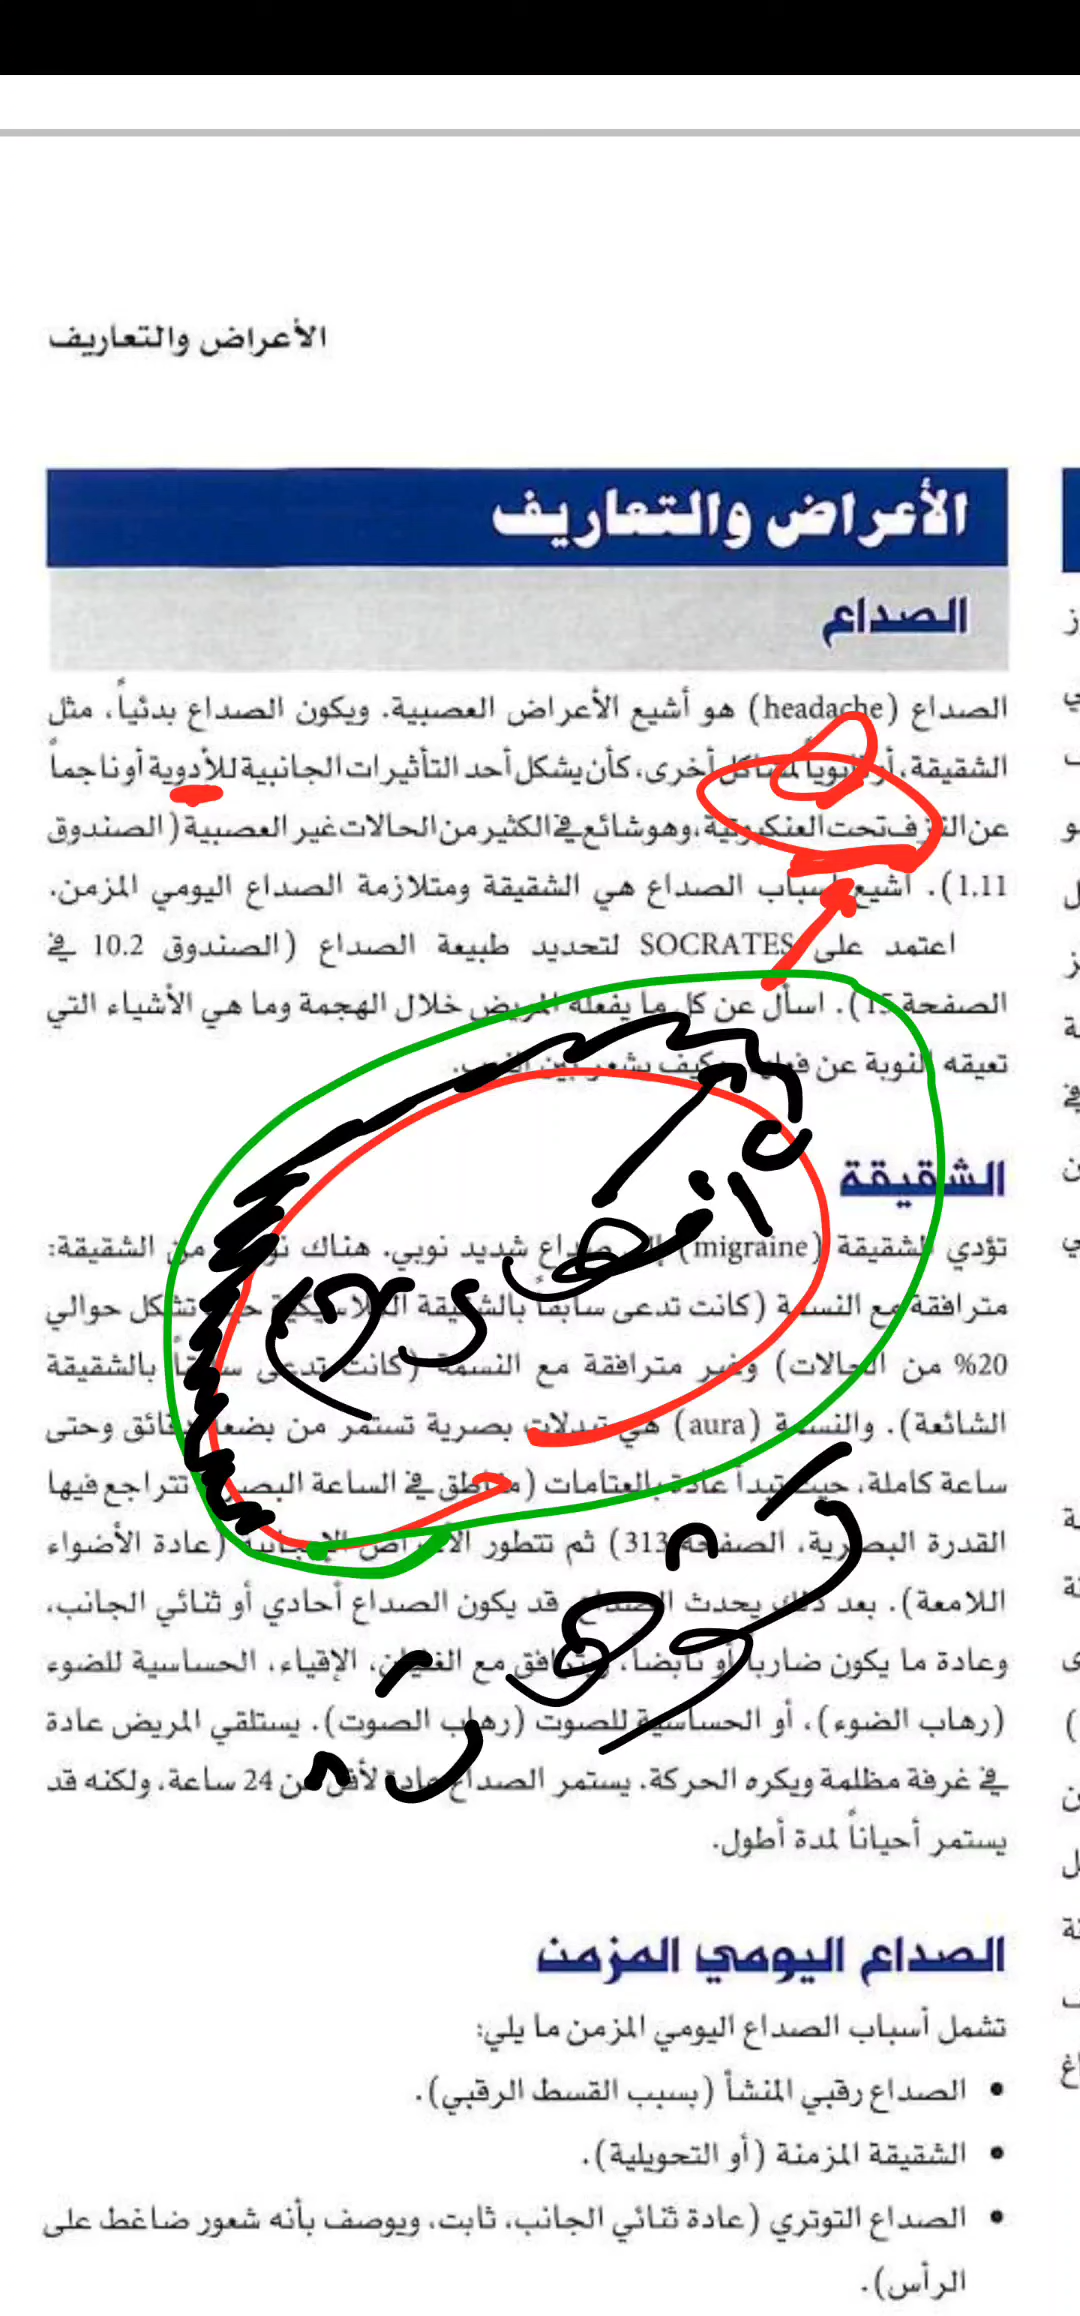 الأعراض والتعاريف
الأعراض والتعاريف
الصداع
الصداع (headache) هو أشيع الأعراض العصبية. ويكون الصداع بدئياً، مثل
الشقيقة، أو ثانوياً لمشاكل أخرى، كأن يشكل أحد التأثيرات الجانبية للأدوية أو ناجماً
عن النزف تحت العنكبوتية، وهو شائع في الكثير من الحالات غير العصبية (الصندوق
1.11). أشيع أسباب الصداع هي الشقيقة ومتلازمة الصداع اليومي المزمن.
اعتمد على SOCRATES لتحديد طبيعة الصداع (الصندوق 10.2 في
الصفحة 15). اسأل عن كل ما يفعله المريض خلال الهجمة وما هي الأشياء التي
تعيقه النوبة عن فعلها وكيف يشعر بين النوب.
الشقيقة
تؤدي الشقيقة (migraine) إلى صداع شديد نوبي. هناك من الشقيقة:
مترافقة مع النسمة (كانت تدعى سابقاً بالشقيقة الكلاسيكية حيث تشكل حوالي
20% من الحالات) وغير مترافقة مع النسمة (كانت تدعى سابقاً بالشقيقة
الشائعة). والنسمة (aura) هي تبدلات بصرية تستمر من بضعة دقائق وحتى
ساعة كاملة، حيث تبدأ عادة بالعتامات (مناطق في الساعة البصرية تتراجع فيها
القدرة البصرية، الصفحة 313) ثم تتطور الأعراض الإيجابية (عادة الأضواء
اللامعة). بعد ذلك يحدث الصداع قد يكون الصداع أحادي أو ثنائي الجانب،
وعادة ما يكون ضارباً أو نابضاً، ويترافق مع الغثيان، الإقياء، الحساسية للضوء
(رهاب الضوء)، أو الحساسية للصوت (رهاب الصوت). يستلقي المريض عادة
في غرفة مظلمة ويكره الحركة. يستمر الصداع عادة لأقل من 24 ساعة، ولكنه قد
يستمر أحياناً لمدة أطول.
الصداع اليومي المزمن
تشمل أسباب الصداع اليومي المزمن ما يلي:
• الصداع رقبي المنشأ (بسبب القسط الرقبي).
• الشقيقة المزمنة (أو التحويلية).
• الصداع التوتري (عادة ثنائي الجانب، ثابت، ويوصف بأنه شعور ضاغط على
الرأس).